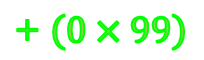 + (0 × 99)